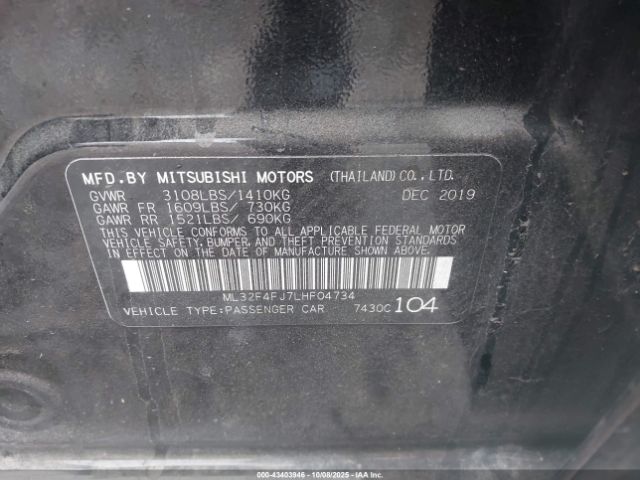 MFD.BY MITSUBISHI MOTORS (THAILAND)CO.,LTD.
GVWR 3108LBS/1410KG DEC 2019
GAWR FR 1609LBS/ 730KG
GAWR RR 1521LBS/ 690KG
THIS VEHICLE CONFORMS TO ALL APPLICABLE FEDERAL MOTOR
VEHICLE SAFETY, BUMPER, AND THEFT PREVENTION STANDARDS
IN EFFECT ON THE DATE OF MANUFACTURE SHOWN ABOVE.
ML32F4FJ7LHF04734
VEHICLE TYPE:PASSENGER CAR 7430C 104
000-43403946 - 10/08/2025 - IAAI.COM